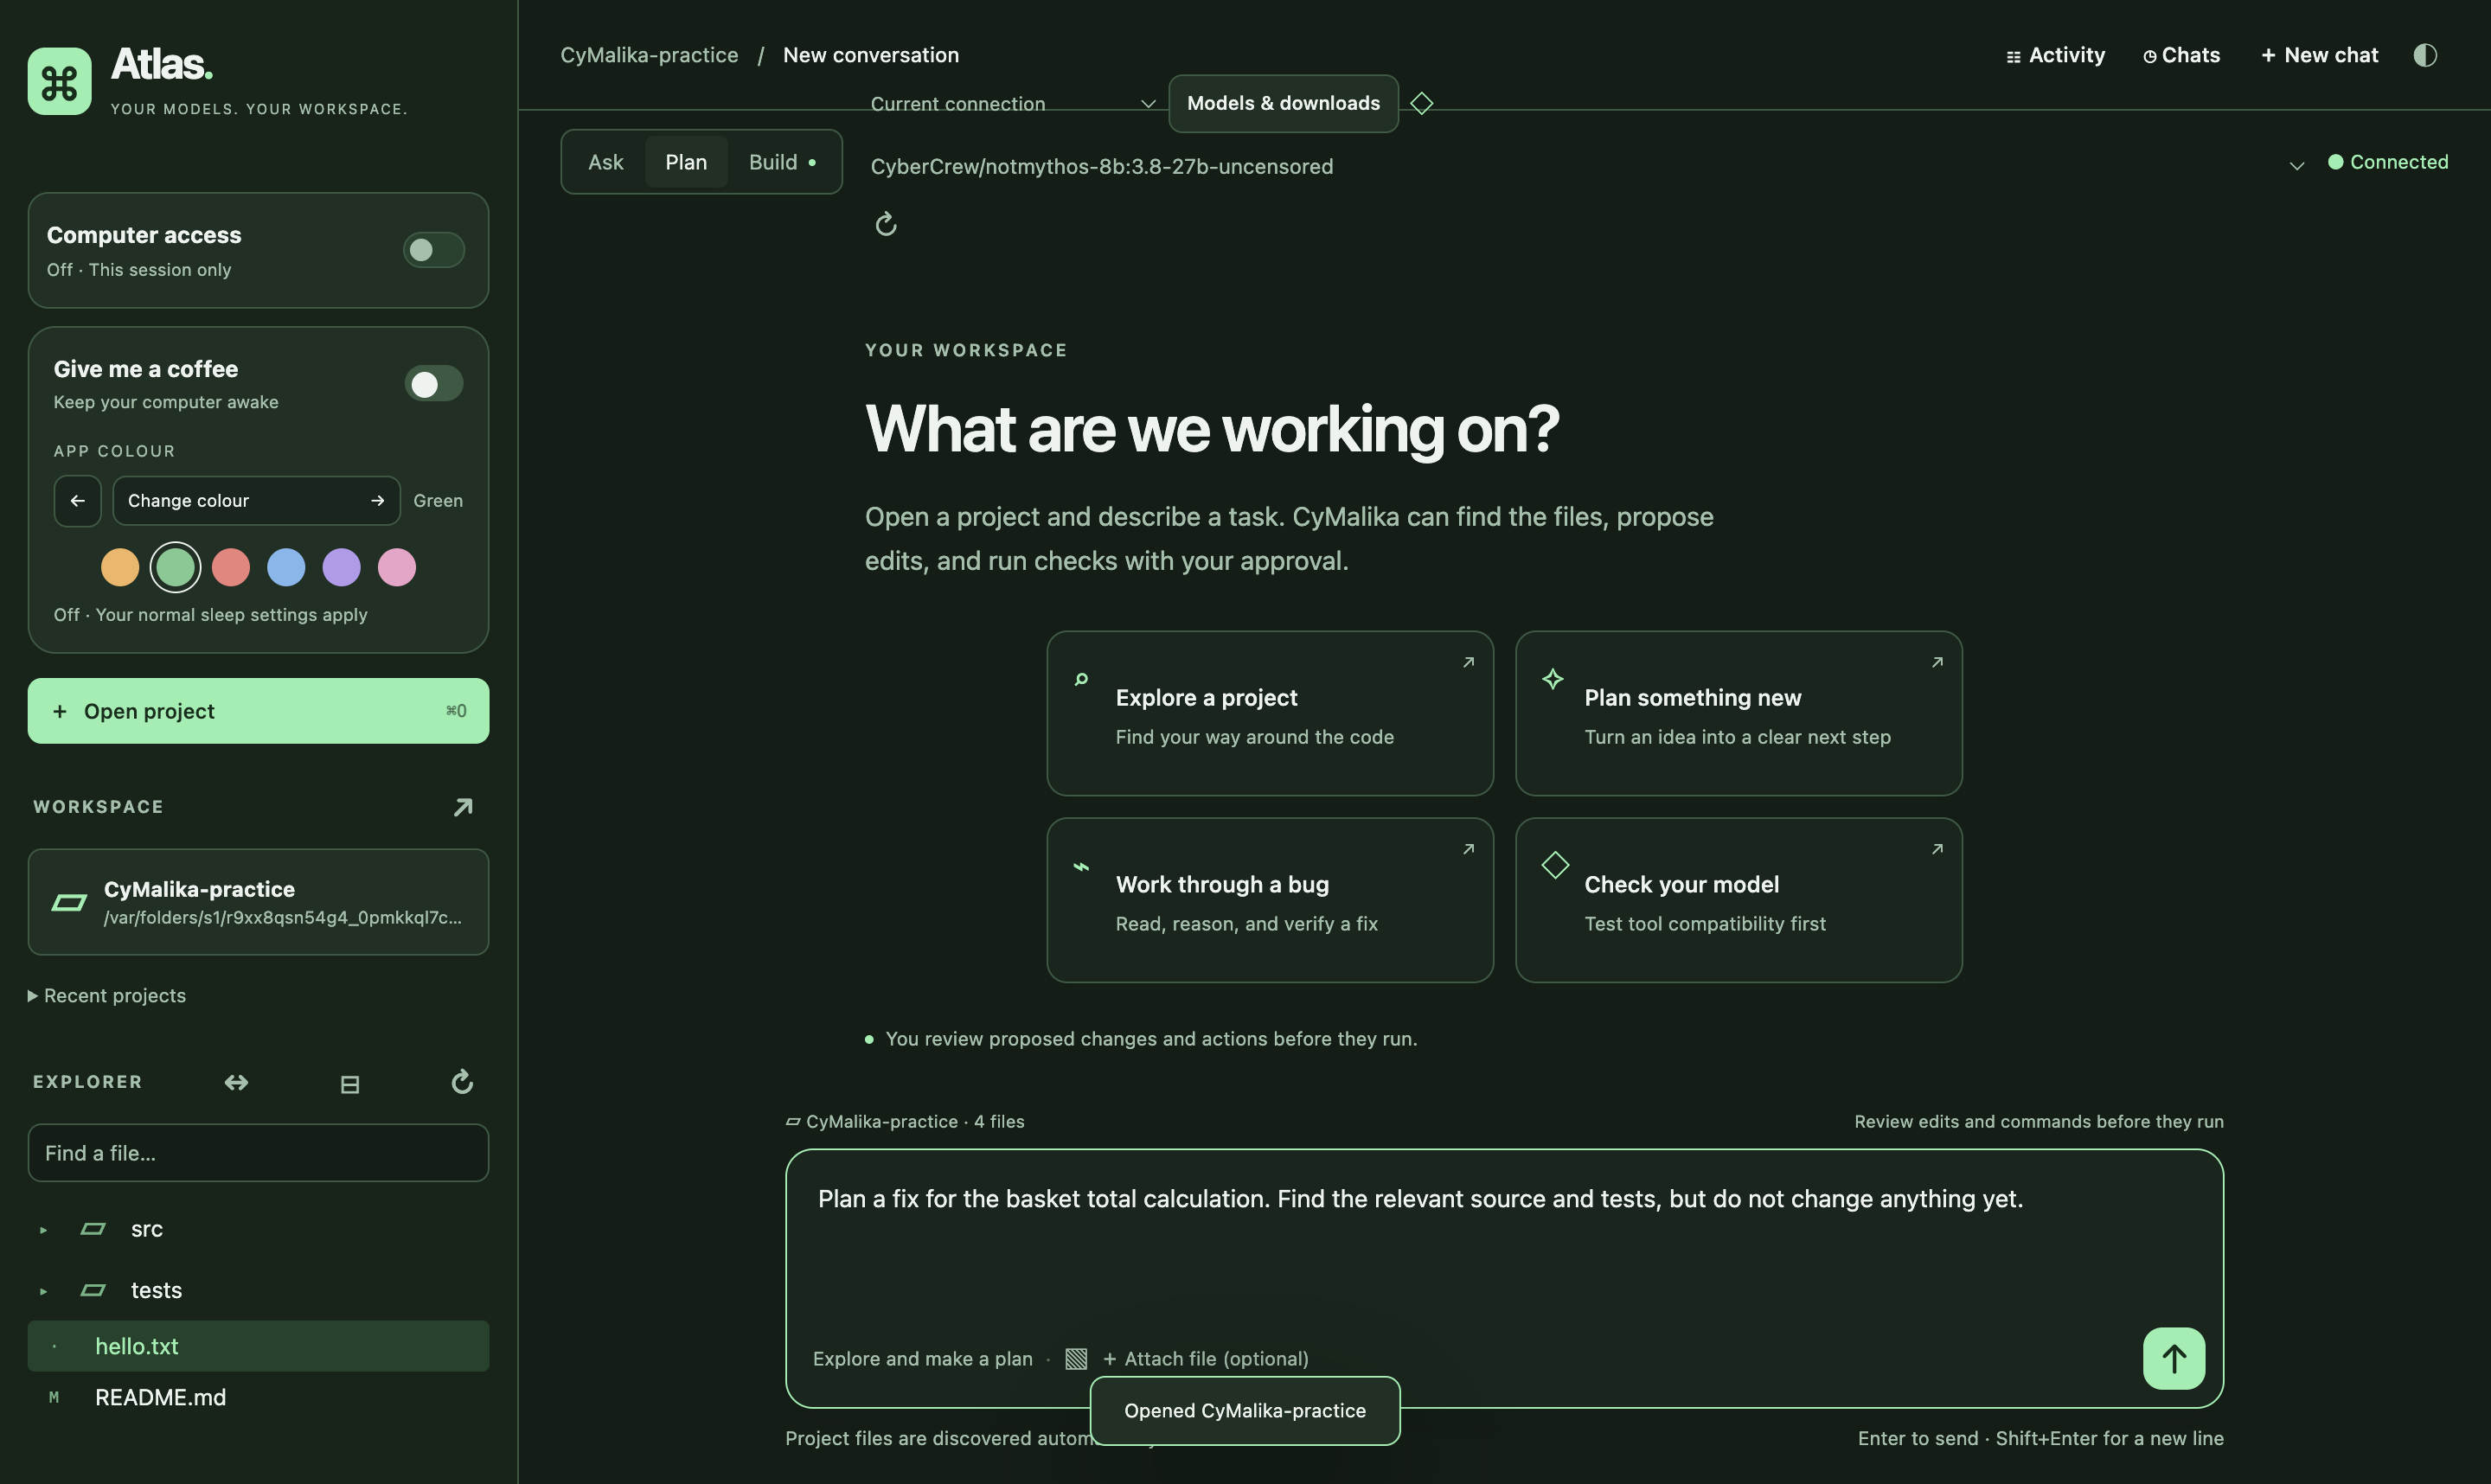 Atlas.
YOUR MODELS. YOUR WORKSPACE.
Computer access
Off · This session only
Give me a coffee
Keep your computer awake
APP COLOUR
← Change colour → Green
Off · Your normal sleep settings apply
+ Open project ⌘O
WORKSPACE
CyMalika-practice
/var/folders/s1/r9xx8qsn54g4_0pmkkql7c...
Recent projects
EXPLORER
Find a file...
src
tests
hello.txt
M README.md
CyMalika-practice / New conversation
Activity
Chats
+ New chat
Current connection
Models & downloads
Ask Plan Build
CyberCrew/notmythos-8b:3.8-27b-uncensored
Connected
YOUR WORKSPACE
What are we working on?
Open a project and describe a task. CyMalika can find the files, propose
edits, and run checks with your approval.
Explore a project
Find your way around the code
Plan something new
Turn an idea into a clear next step
Work through a bug
Read, reason, and verify a fix
Check your model
Test tool compatibility first
You review proposed changes and actions before they run.
CyMalika-practice · 4 files
Review edits and commands before they run
Plan a fix for the basket total calculation. Find the relevant source and tests, but do not change anything yet.
Explore and make a plan · + Attach file (optional)
Opened CyMalika-practice
Project files are discovered
Enter to send · Shift+Enter for a new line